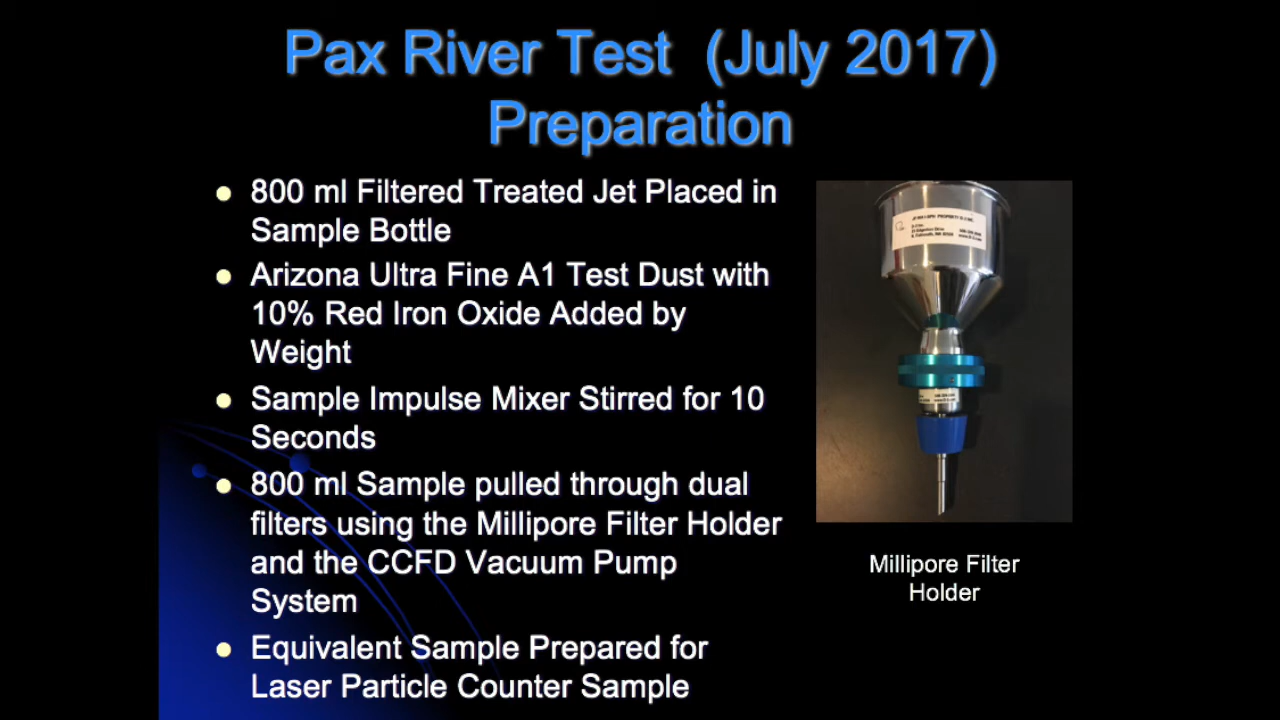 Pax River Test (July 2017)
Preparation
800 ml Filtered Treated Jet Placed in
Sample Bottle
Arizona Ultra Fine A1 Test Dust with
10% Red Iron Oxide Added by
Weight
Sample Impulse Mixer Stirred for 10
Seconds
800 ml Sample pulled through dual
filters using the Millipore Filter Holder
and the CCFD Vacuum Pump
System
Equivalent Sample Prepared for
Laser Particle Counter Sample
Millipore Filter
Holder